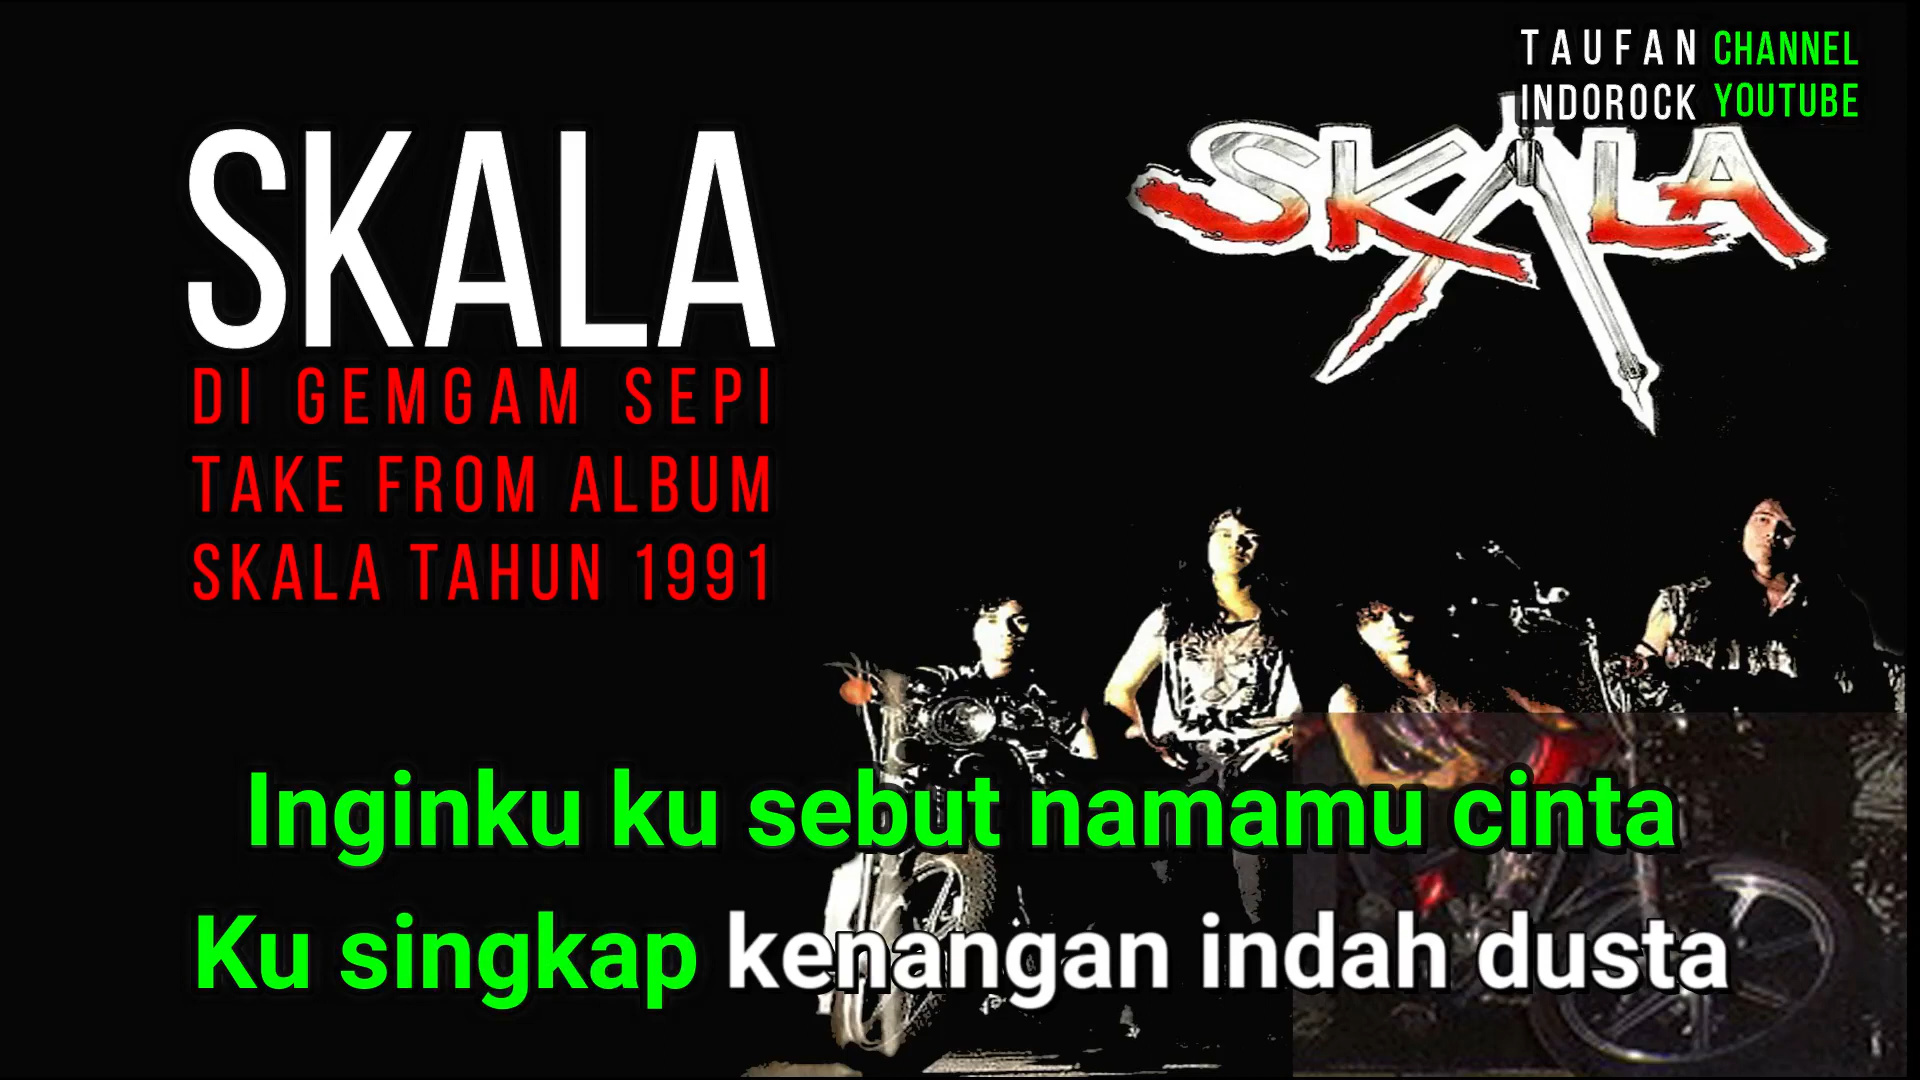 TAUFAN CHANNEL
INDOROCK YOUTUBE
SKALA
SKALA
DI GEMGAM SEPI
TAKE FROM ALBUM
SKALA TAHUN 1991
Inginku ku sebut namamu cinta
Ku singkap kenangan indah dusta